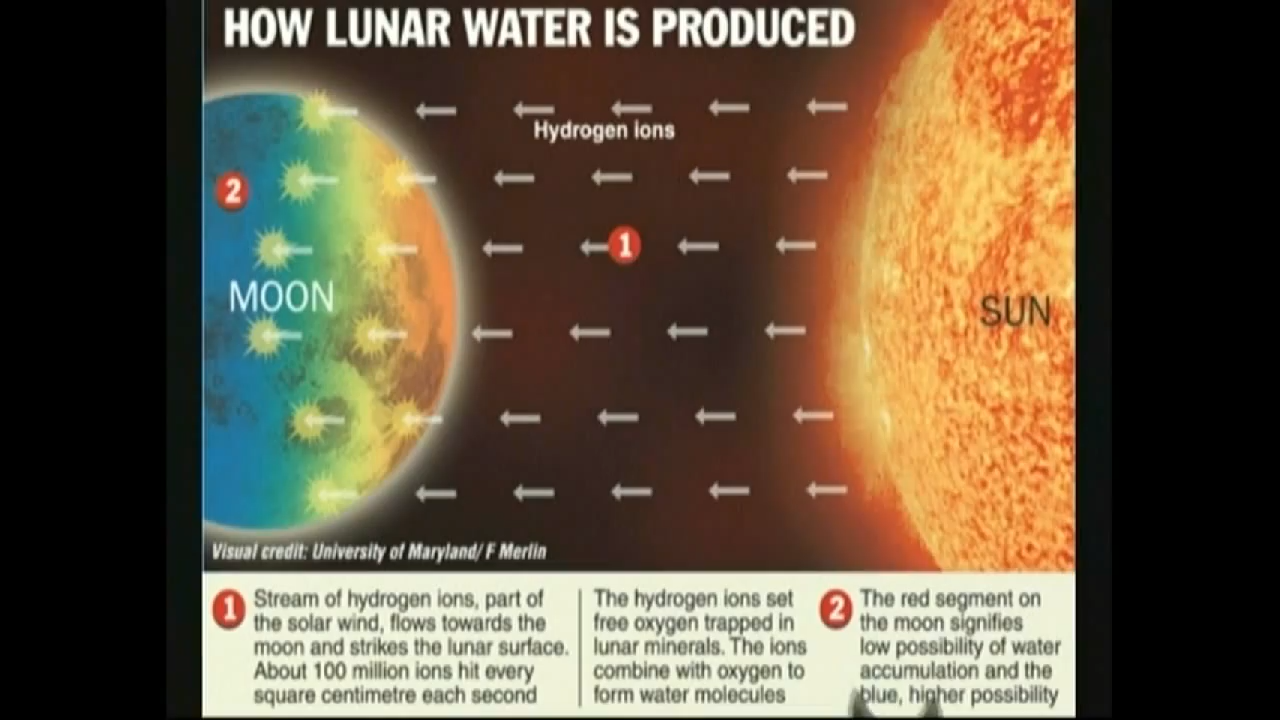 HOW LUNAR WATER IS PRODUCED
Hydrogen ions
2
1
MOON
SUN
Visual credit: University of Maryland/ F Merlin
1
Stream of hydrogen ions, part of
the solar wind, flows towards the
moon and strikes the lunar surface.
About 100 million ions hit every
square centimetre each second
The hydrogen ions set
free oxygen trapped in
lunar minerals. The ions
combine with oxygen to
form water molecules
2
The red segment on
the moon signifies
low possibility of water
accumulation and the
blue, higher possibility